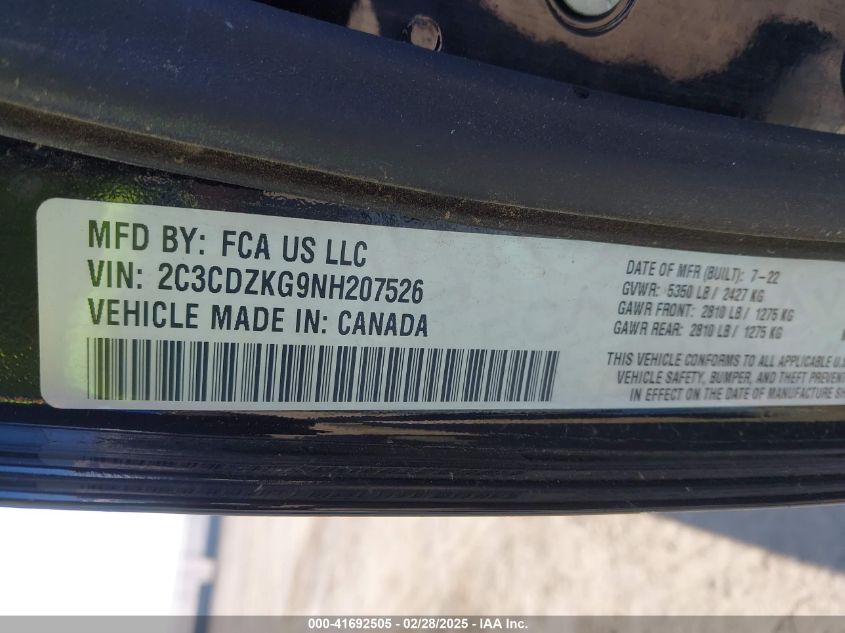 MFD BY: FCA US LLC
VIN: 2C3CDZKG9NH207526
VEHICLE MADE IN: CANADA
DATE OF MFR (BUILT): 7-22
GVWR: 5350 LB / 2427 KG
GAWR FRONT: 2810 LB / 1275 KG
GAWR REAR: 2810 LB / 1275 KG
THIS VEHICLE CONFORMS TO ALL APPLICABLE U.S
VEHICLE SAFETY, BUMPER, AND THEFT PREVENT
IN EFFECT ON THE DATE OF MANUFACTURE SH
000-41692505 - 02/28/2025 - IAA Inc.